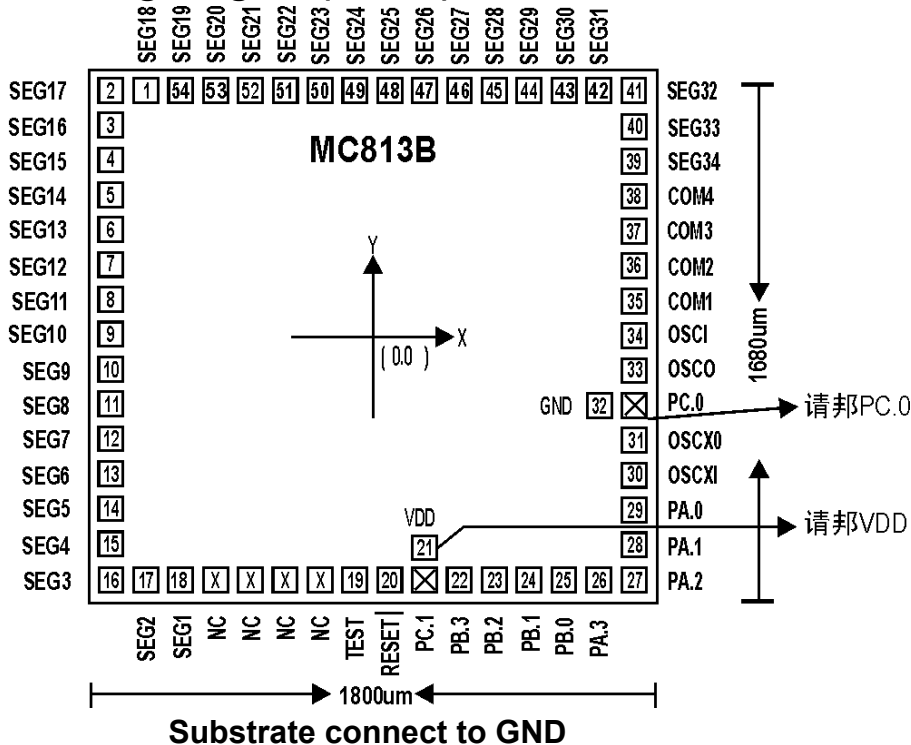 SEG18 SEG19 SEG20 SEG21 SEG22 SEG23 SEG24 SEG25 SEG26 SEG27 SEG28 SEG29 SEG30 SEG31
SEG17 2 1 54 53 52 51 50 49 48 47 46 45 44 43 42 41 SEG32
SEG16 3 40 SEG33
MC813B
SEG15 4 39 SEG34
SEG14 5 38 COM4
SEG13 6 37 COM3
Y
SEG12 7 36 COM2
SEG11 8 35 COM1
SEG10 9 34 OSCI
X
(0.0)
1680um
SEG9 10 33 OSCO
SEG8 11 GND 32 PC.0 请邦PC.0
SEG7 12 31 OSCX0
SEG6 13 30 OSCXI
SEG5 14 29 PA.0
VDD 请邦VDD
SEG4 15 21 28 PA.1
SEG3 16 17 18 X X X X 19 20 22 23 24 25 26 27 PA.2
SEG2 SEG1 NC NC NC NC TEST RESET PC.1 PB.3 PB.2 PB.1 PB.0 PA.3
1800um
Substrate connect to GND